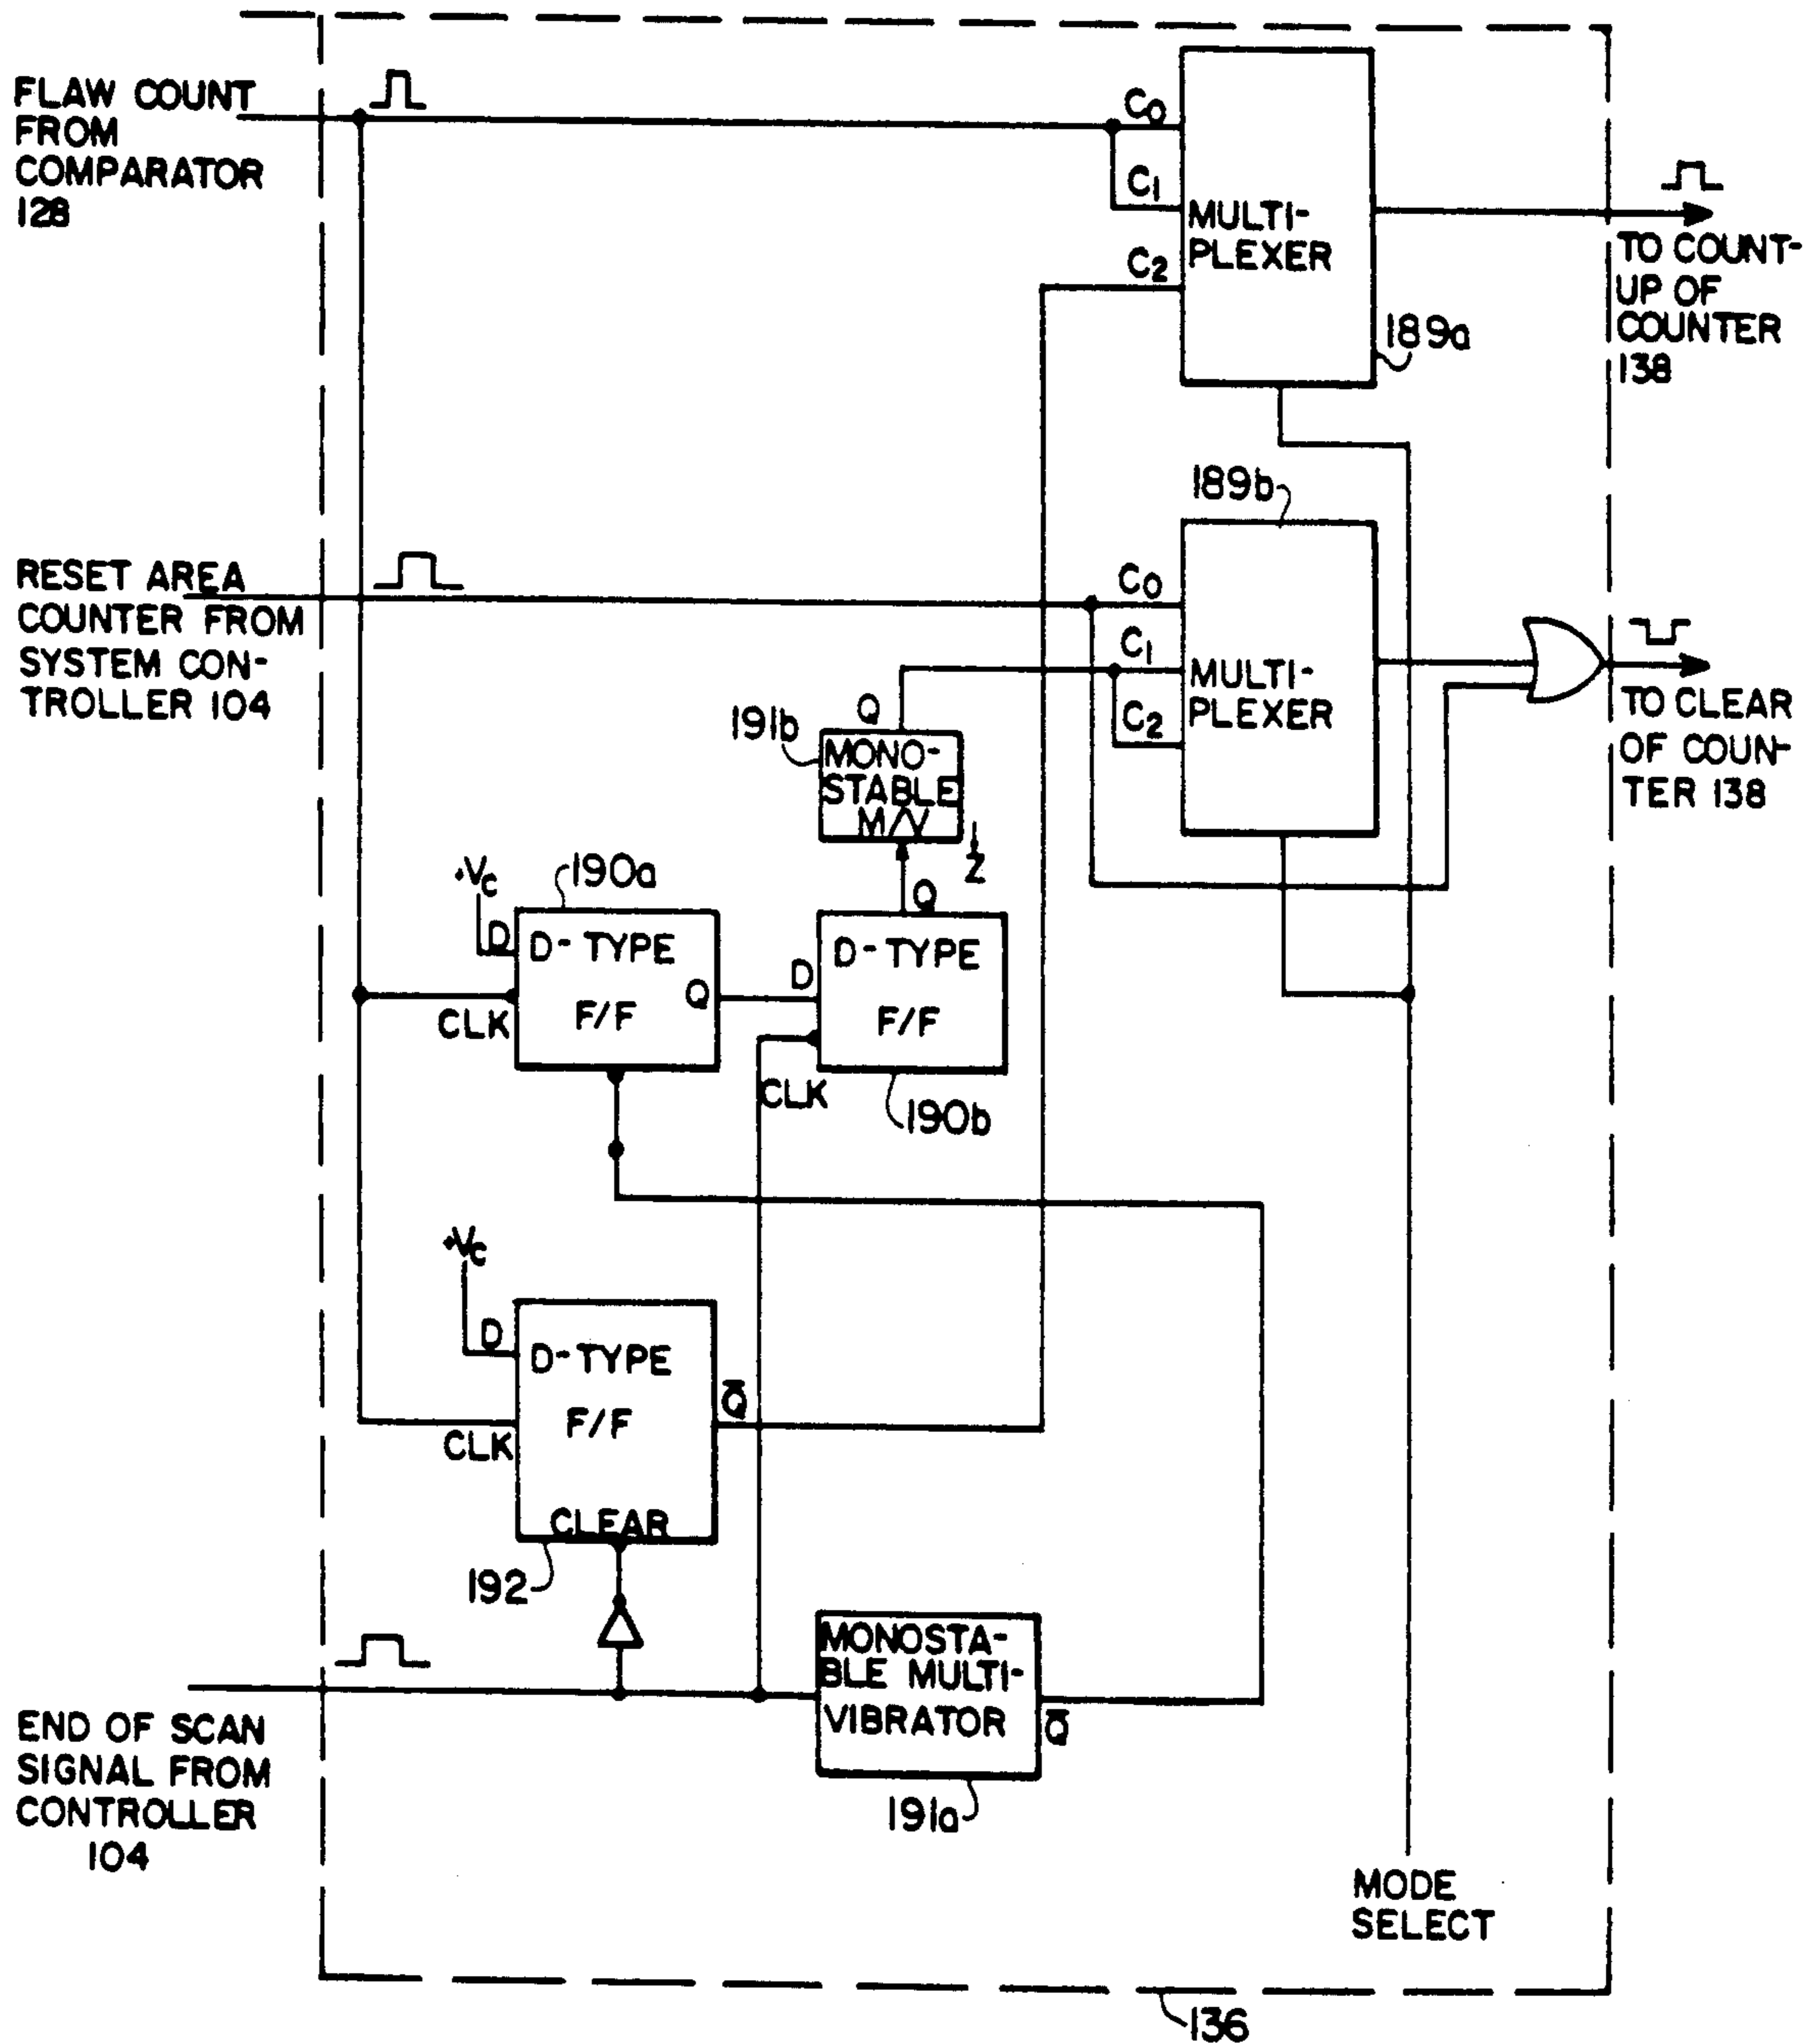 FLAW COUNT
FROM
COMPARATOR
128
C0
C1
C2
MULTI-
PLEXER
189a
TO COUNT-
UP OF
COUNTER
138
RESET AREA
COUNTER FROM
SYSTEM CON-
TROLLER 104
189b
C0
C1
C2
MULTI-
PLEXER
TO CLEAR
OF COUN-
TER 138
Q
191b
MONO-
STABLE
M/V
Z
+Vc
190a
D
D-TYPE
F/F
Q
CLK
Q
D
D-TYPE
F/F
CLK
190b
+Vc
D
D-TYPE
F/F
Q̅
CLK
CLEAR
192
END OF SCAN
SIGNAL FROM
CONTROLLER
104
MONOSTA-
BLE MULTI-
VIBRATOR
Q̅
191a
MODE
SELECT
136